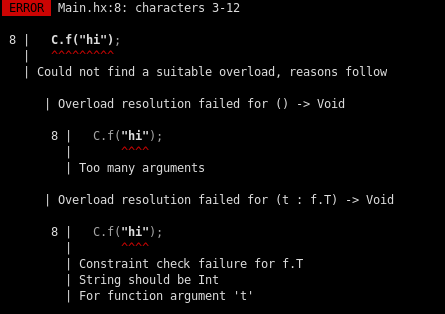 ERROR Main.hx:8: characters 3-12
8 |   C.f("hi");
  |   ^^^^^^^^^
  | Could not find a suitable overload, reasons follow
     | Overload resolution failed for () -> Void
      8 |   C.f("hi");
        |       ^^^^
        | Too many arguments
     | Overload resolution failed for (t : f.T) -> Void
      8 |   C.f("hi");
        |       ^^^^
        | Constraint check failure for f.T
        | String should be Int
        | For function argument 't'